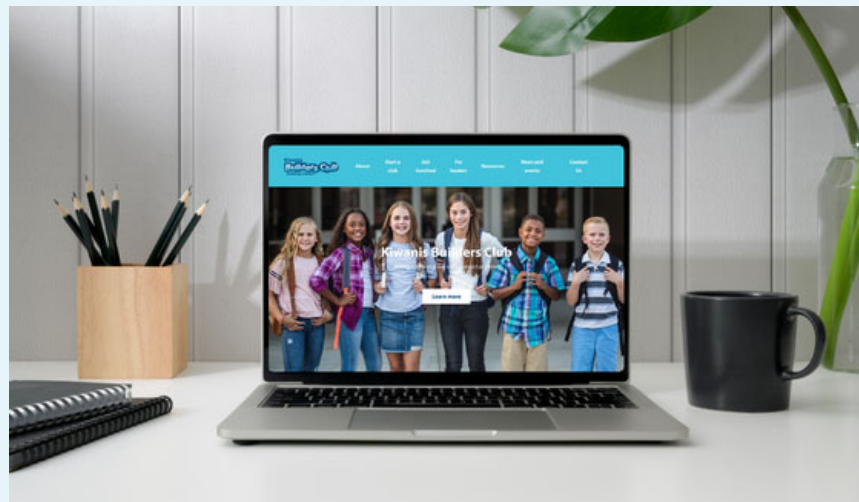 Builders Club
About
Start a
club
Get
involved
For
leaders
Resources
News and
events
Contact
Us
Kiwanis Builders Club
Learn more